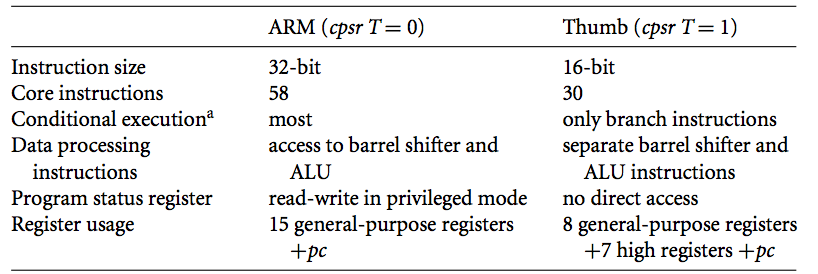 ARM (cpsr T = 0) Thumb (cpsr T = 1)
Instruction size 32-bit 16-bit
Core instructions 58 30
Conditional executionᵃ most only branch instructions
Data processing access to barrel shifter and separate barrel shifter and
instructions ALU ALU instructions
Program status register read-write in privileged mode no direct access
Register usage 15 general-purpose registers 8 general-purpose registers
+pc +7 high registers +pc